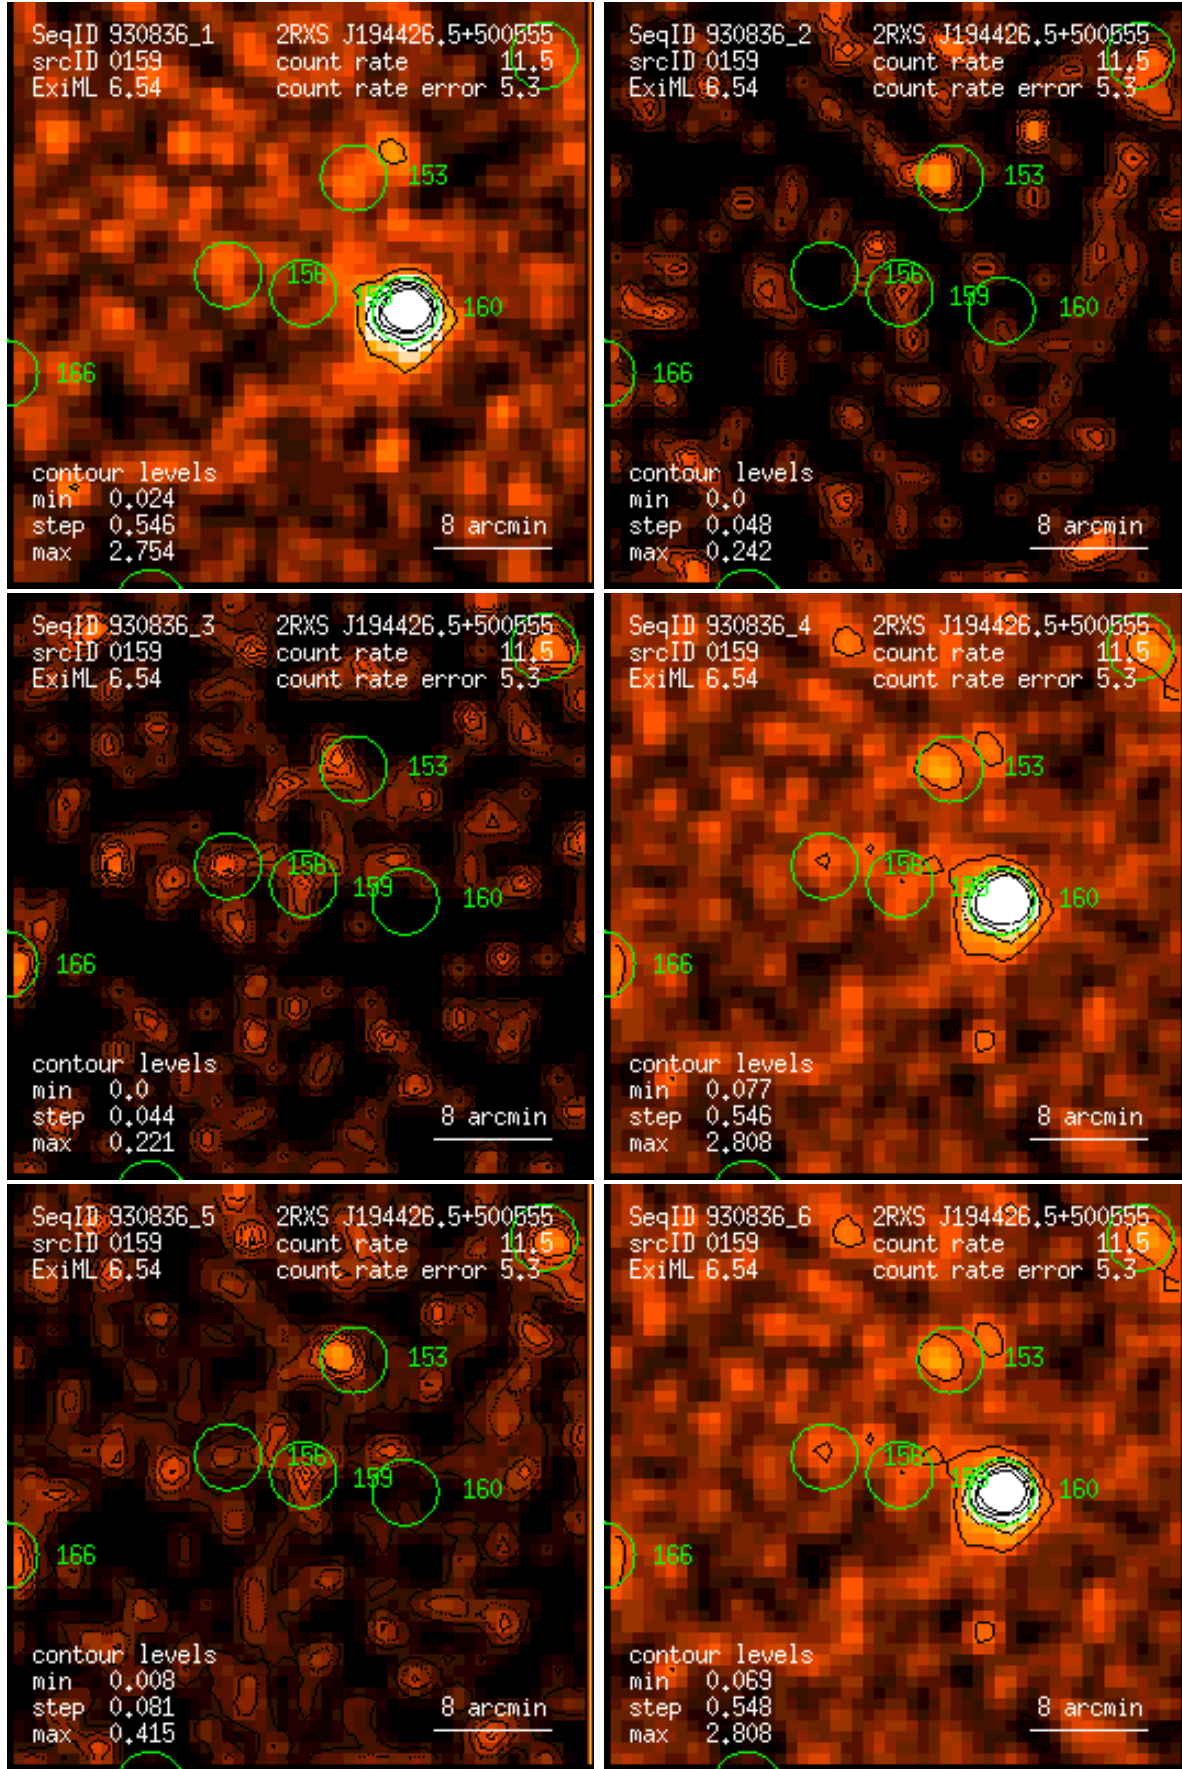 SeqID 930836_1 2RXS J194426.5+500555
srcID 0159 count rate 11.5
ExiML 6.54 count rate error 5.3
153
156
160
166
contour levels
min 0.024
step 0.546
max 2.754
8 arcmin
SeqID 930836_2 2RXS J194426.5+500555
srcID 0159 count rate 11.5
ExiML 6.54 count rate error 5.3
153
156
159 160
166
contour levels
min 0.0
step 0.048
max 0.242
8 arcmin
SeqID 930836_3 2RXS J194426.5+500555
srcID 0159 count rate 11.5
ExiML 6.54 count rate error 5.3
153
156
159 160
166
contour levels
min 0.0
step 0.044
max 0.221
8 arcmin
SeqID 930836_4 2RXS J194426.5+500555
srcID 0159 count rate 11.5
ExiML 6.54 count rate error 5.3
153
156
160
166
contour levels
min 0.077
step 0.546
max 2.808
8 arcmin
SeqID 930836_5 2RXS J194426.5+500555
srcID 0159 count rate 11.5
ExiML 6.54 count rate error 5.3
153
156
159 160
166
contour levels
min 0.008
step 0.081
max 0.415
8 arcmin
SeqID 930836_6 2RXS J194426.5+500555
srcID 0159 count rate 11.5
ExiML 6.54 count rate error 5.3
153
156
160
166
contour levels
min 0.069
step 0.548
max 2.808
8 arcmin